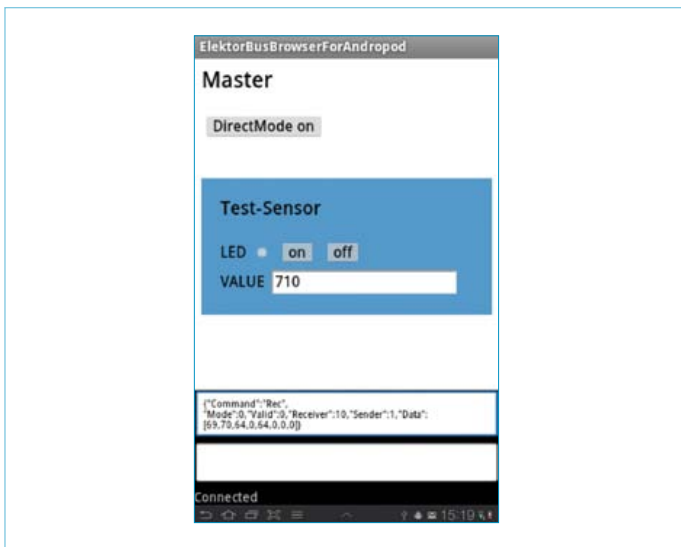 ElektorBusBrowserForAndropod
Master
DirectMode on
Test-Sensor
LED on off
VALUE 710
{"Command":"Rec",
"Mode":0,"Valid":0,"Receiver":10,"Sender":1,"Data":
[69,70,64,0,64,0,0,0]}
Connected
15:19